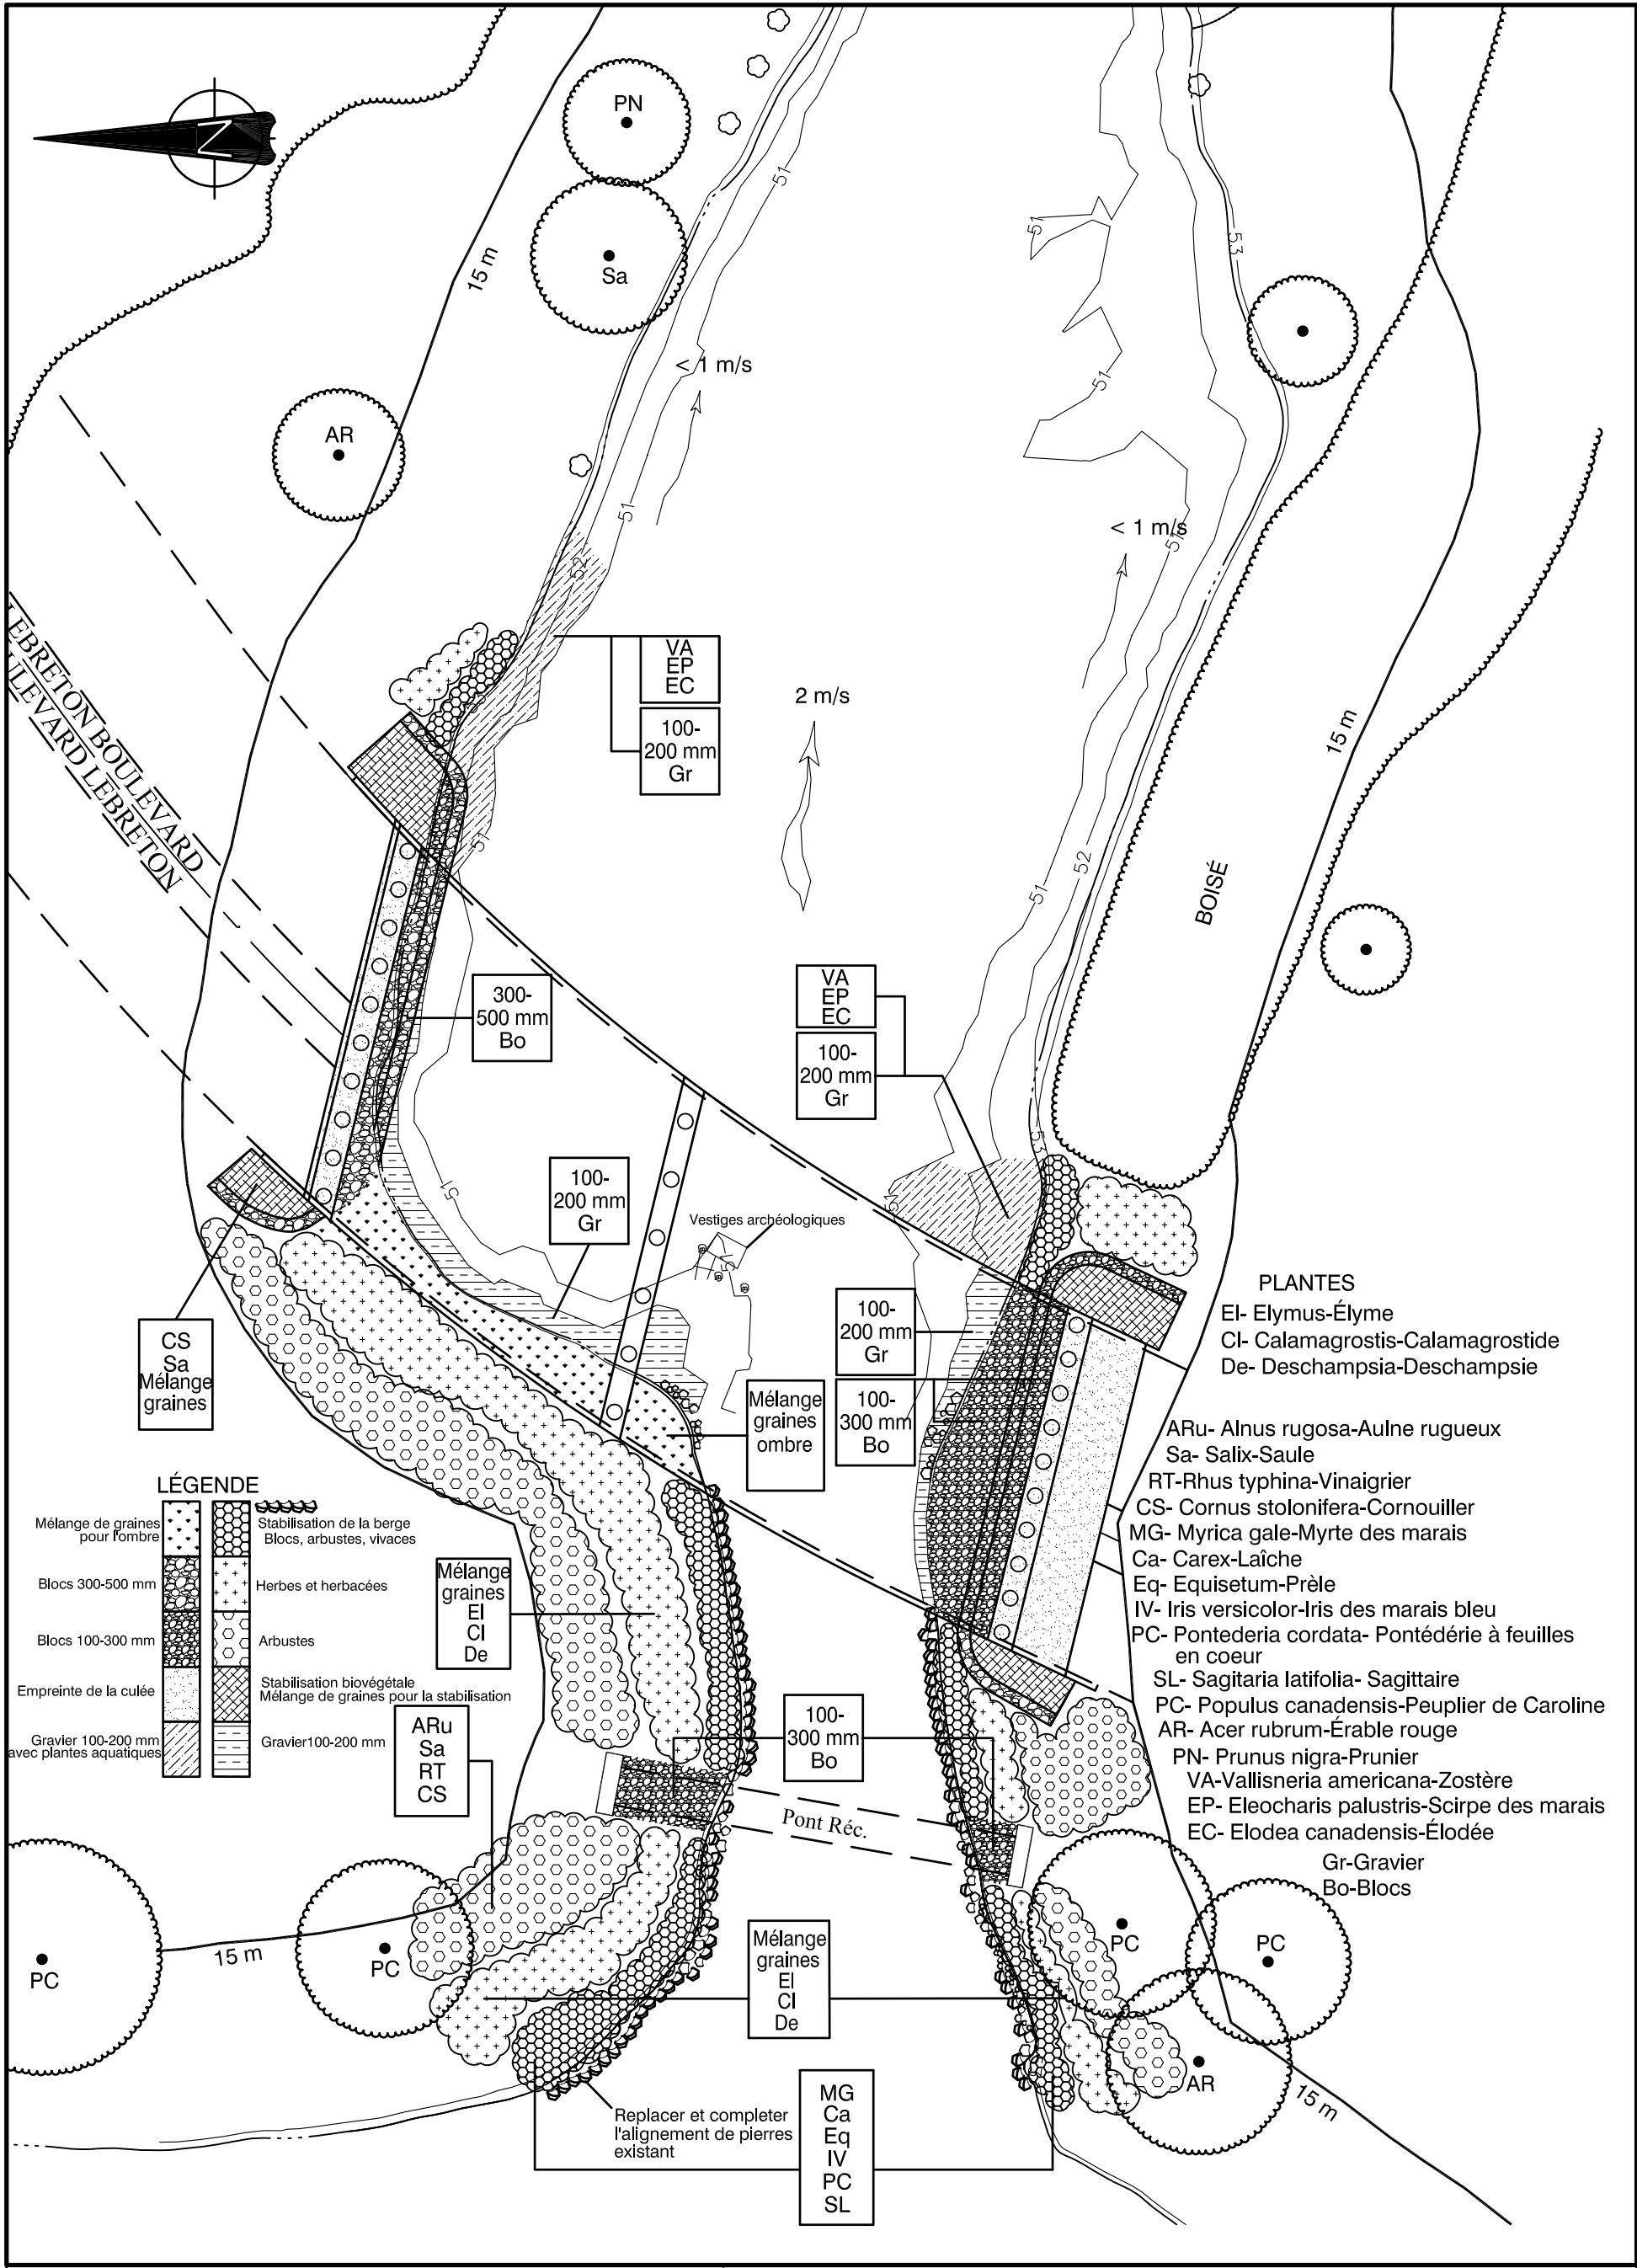 N
PN
Sa
15 m
51
51
53
< 1 m/s
AR
51
51
< 1 m/s
51
52
LEBRETON BOULEVARD
ULEVARD LEBRETON
VA
EP
EC
100-
200 mm
Gr
2 m/s
15 m
51
52
51
BOISÉ
300-
500 mm
Bo
VA
EP
EC
100-
200 mm
Gr
53
51
100-
200 mm
Gr
Vestiges archéologiques
51
51
CS
Sa
Mélange
graines
100-
200 mm
Gr
100-
300 mm
Bo
Mélange
graines
ombre
PLANTES
El- Elymus-Élyme
Cl- Calamagrostis-Calamagrostide
De- Deschampsia-Deschampsie
ARu- Alnus rugosa-Aulne rugueux
Sa- Salix-Saule
RT-Rhus typhina-Vinaigrier
CS- Cornus stolonifera-Cornouiller
MG- Myrica gale-Myrte des marais
Ca- Carex-Laîche
Eq- Equisetum-Prèle
IV- Iris versicolor-Iris des marais bleu
PC- Pontederia cordata- Pontédérie à feuilles
en coeur
SL- Sagitaria latifolia- Sagittaire
PC- Populus canadensis-Peuplier de Caroline
AR- Acer rubrum-Érable rouge
PN- Prunus nigra-Prunier
VA-Vallisneria americana-Zostère
EP- Eleocharis palustris-Scirpe des marais
EC- Elodea canadensis-Élodée
Gr-Gravier
Bo-Blocs
LÉGENDE
Mélange de graines
pour l'ombre
Stabilisation de la berge
Blocs, arbustes, vivaces
Blocs 300-500 mm
Herbes et herbacées
Blocs 100-300 mm
Arbustes
Empreinte de la culée
Stabilisation biovégétale
Mélange de graines pour la stabilisation
Gravier 100-200 mm
avec plantes aquatiques
Gravier100-200 mm
Mélange
graines
El
Cl
De
ARu
Sa
RT
CS
100-
300 mm
Bo
Pont Réc.
15 m
PC
PC
Mélange
graines
El
Cl
De
PC
PC
AR
15 m
Replacer et completer
l'alignement de pierres
existant
MG
Ca
Eq
IV
PC
SL